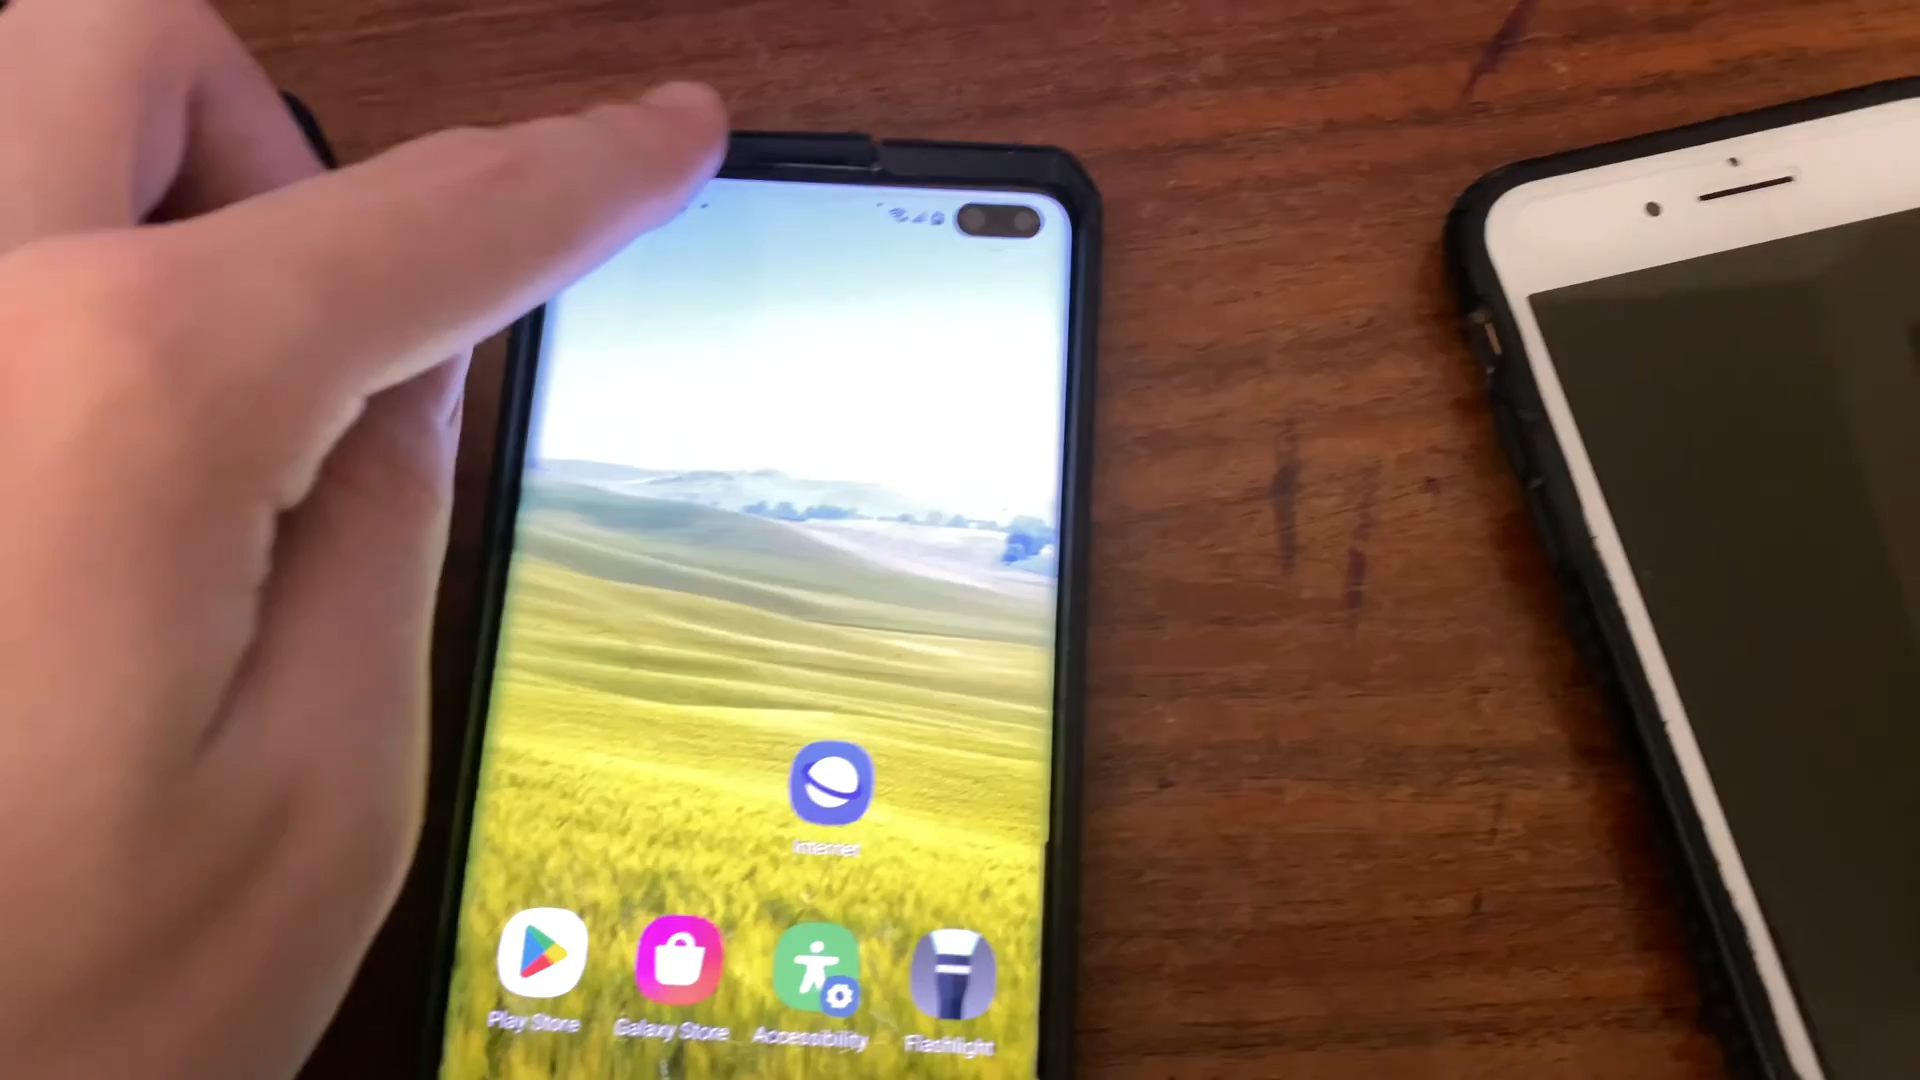 Internet
Play Store
Galaxy Store
Accessibility
Flashlight